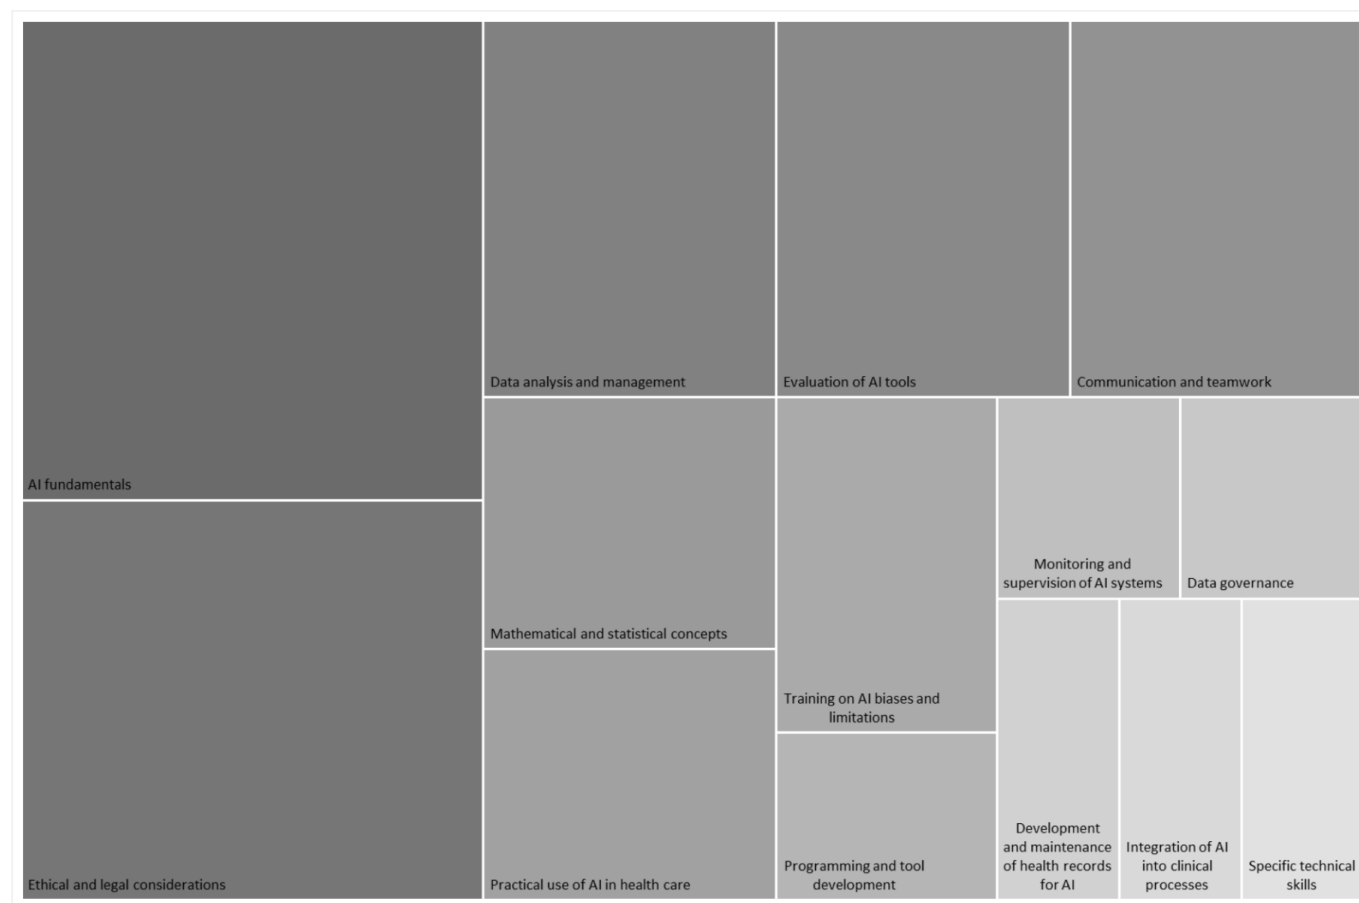 AI fundamentals
Ethical and legal considerations
Data analysis and management
Evaluation of AI tools
Communication and teamwork
Mathematical and statistical concepts
Practical use of AI in health care
Training on AI biases and
limitations
Programming and tool
development
Monitoring and
supervision of AI systems
Data governance
Development
and maintenance
of health records
for AI
Integration of AI
into clinical
processes
Specific technical
skills